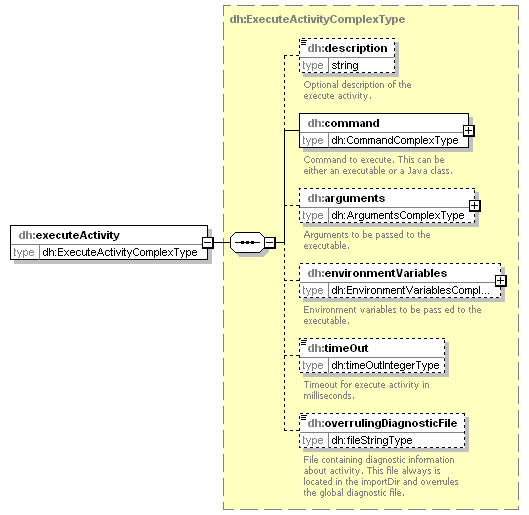 dh:ExecuteActivityComplexType
dh:description
type string
Optional description of the
execute activity.
dh:command
type dh:CommandComplexType
Command to execute. This can be
either an executable or a Java class.
dh:arguments
type dh:ArgumentsComplexType
Arguments to be passed to the
executable.
dh:executeActivity
type dh:ExecuteActivityComplexType
dh:environmentVariables
type dh:EnvironmentVariablesCompl...
Environment variables to be pass ed to the
executable.
dh:timeOut
type dh:timeOutIntegerType
Timeout for execute activity in
milliseconds.
dh:overrulingDiagnosticFile
type dh:fileStringType
File containing diagnostic information
about activity. This file always is
located in the importDir and overrules
the global diagnostic file.